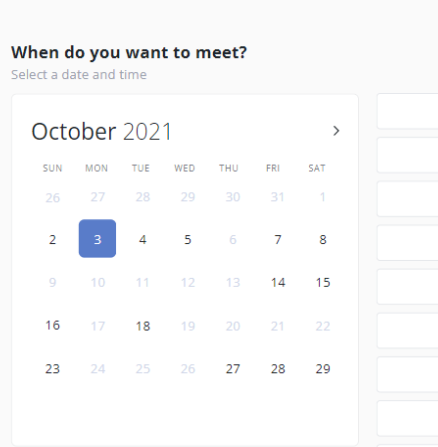 When do you want to meet?
Select a date and time
October 2021 >
SUN MON TUE WED THU FRI SAT
26 27 28 29 30 31 1
2 3 4 5 6 7 8
9 10 11 12 13 14 15
16 17 18 19 20 21 22
23 24 25 26 27 28 29